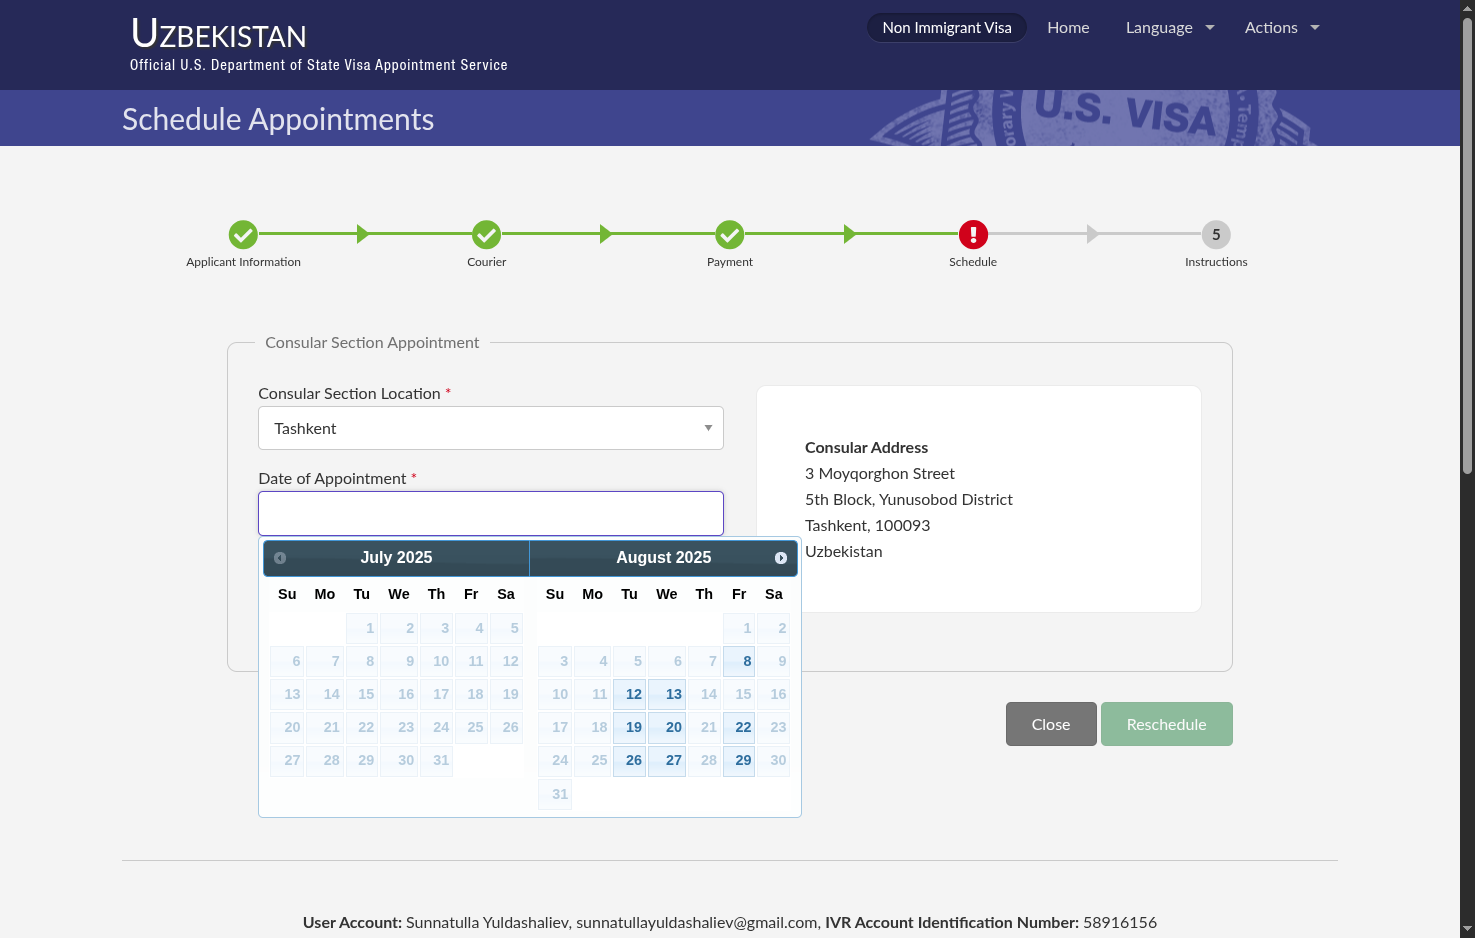 UZBEKISTAN
Official U.S. Department of State Visa Appointment Service
Non Immigrant Visa Home Language Actions
Schedule Appointments
U.S. VISA
5
Applicant Information Courier Payment Schedule Instructions
Consular Section Appointment
Consular Section Location *
Tashkent
Date of Appointment *
Consular Address
3 Moyqorghon Street
5th Block, Yunusobod District
Tashkent, 100093
Uzbekistan
July 2025 August 2025
Su Mo Tu We Th Fr Sa Su Mo Tu We Th Fr Sa
1 2 3 4 5 1 2
6 7 8 9 10 11 12 3 4 5 6 7 8 9
13 14 15 16 17 18 19 10 11 12 13 14 15 16
20 21 22 23 24 25 26 17 18 19 20 21 22 23
27 28 29 30 31 24 25 26 27 28 29 30
31
Close Reschedule
User Account: Sunnatulla Yuldashaliev, sunnatullayuldashaliev@gmail.com, IVR Account Identification Number: 58916156